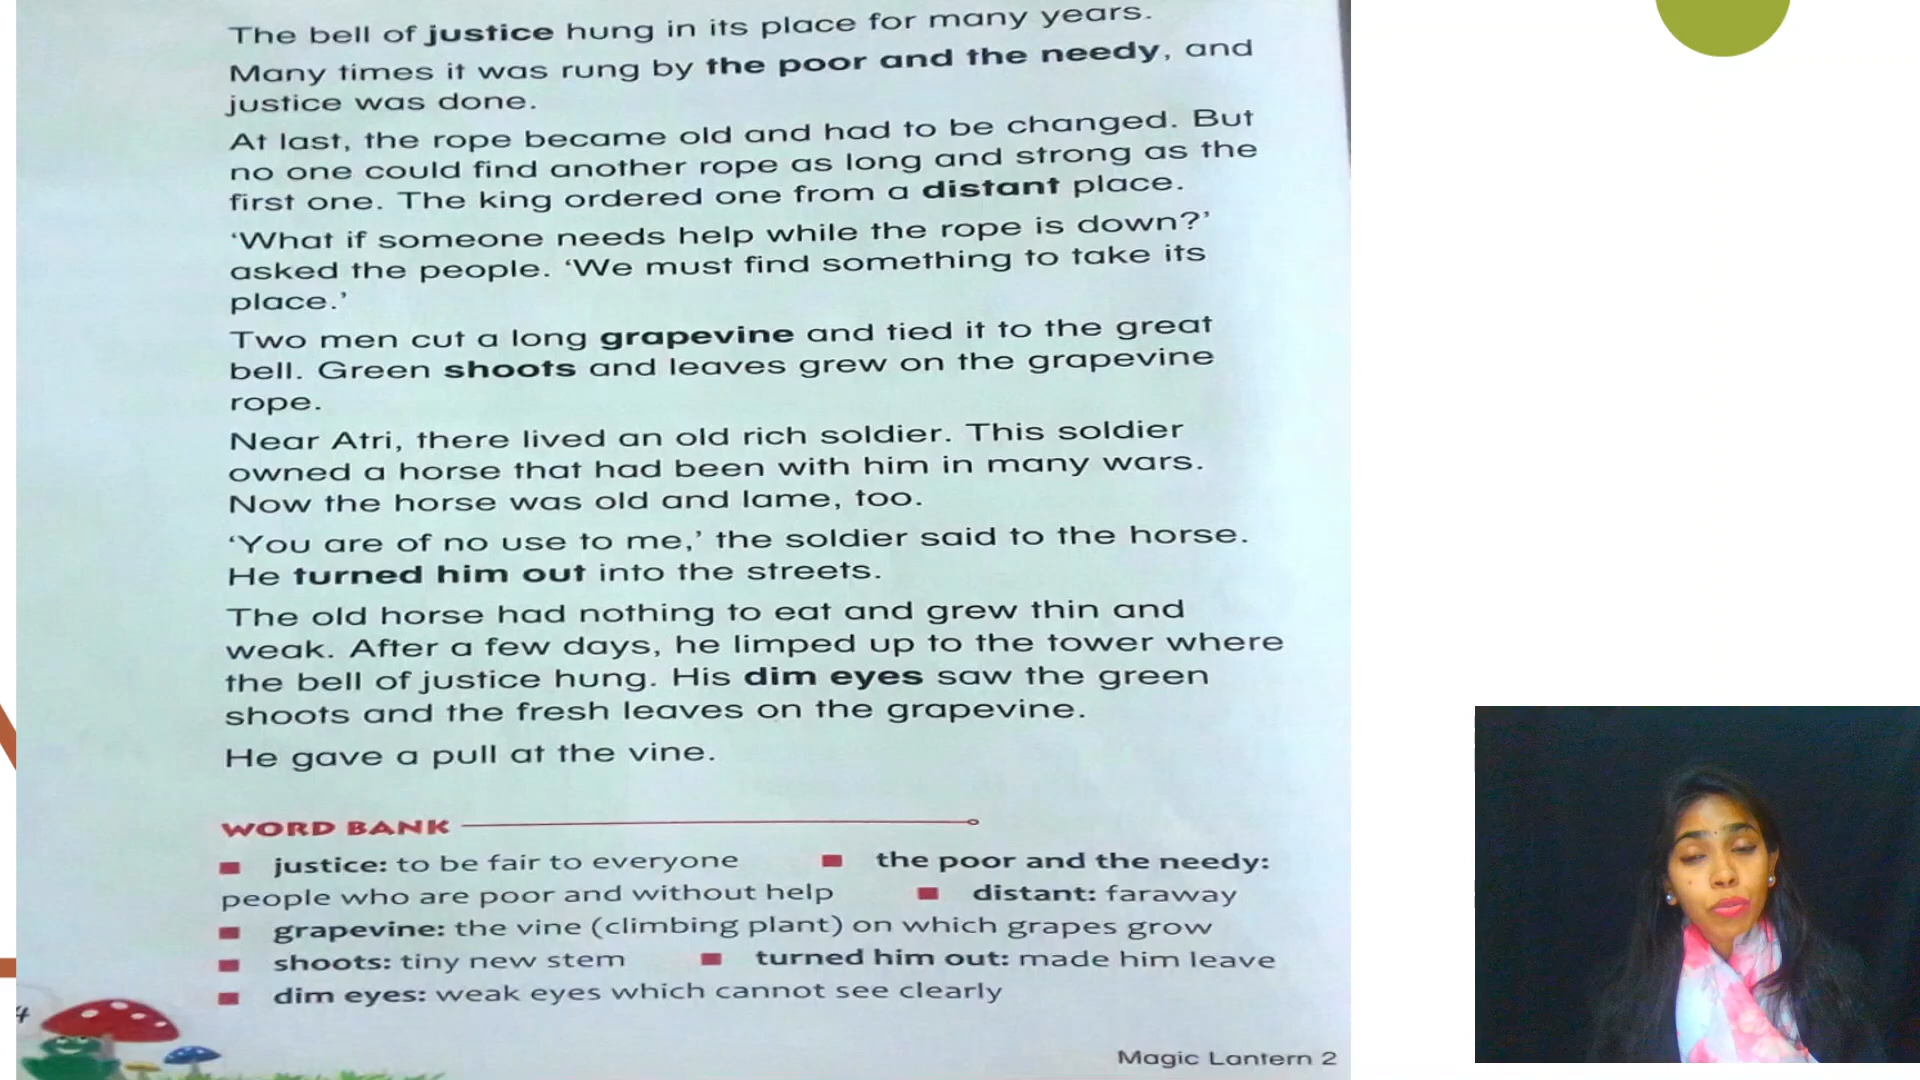 The bell of justice hung in its place for many years.
Many times it was rung by the poor and the needy, and
justice was done.
At last, the rope became old and had to be changed. But
no one could find another rope as long and strong as the
first one. The king ordered one from a distant place.
‘What if someone needs help while the rope is down?’
asked the people. ‘We must find something to take its
place.’
Two men cut a long grapevine and tied it to the great
bell. Green shoots and leaves grew on the grapevine
rope.
Near Atri, there lived an old rich soldier. This soldier
owned a horse that had been with him in many wars.
Now the horse was old and lame, too.
‘You are of no use to me,’ the soldier said to the horse.
He turned him out into the streets.
The old horse had nothing to eat and grew thin and
weak. After a few days, he limped up to the tower where
the bell of justice hung. His dim eyes saw the green
shoots and the fresh leaves on the grapevine.
He gave a pull at the vine.
WORD BANK
justice: to be fair to everyone the poor and the needy:
people who are poor and without help distant: faraway
grapevine: the vine (climbing plant) on which grapes grow
shoots: tiny new stem turned him out: made him leave
dim eyes: weak eyes which cannot see clearly
4
Magic Lantern 2